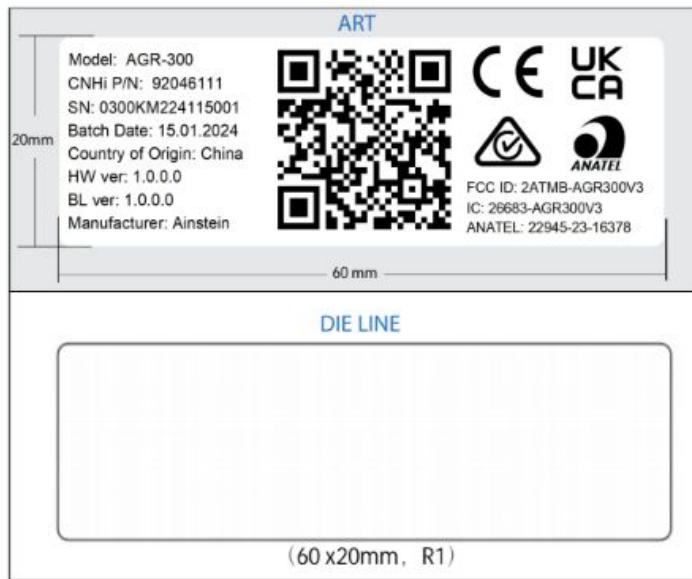 ART
Model: AGR-300
CNHi P/N: 92046111
SN: 0300KM224115001
Batch Date: 15.01.2024
Country of Origin: China
HW ver: 1.0.0.0
BL ver: 1.0.0.0
Manufacturer: Ainstein
CE
UK
CA
ANATEL
FCC ID: 2ATMB-AGR300V3
IC: 26683-AGR300V3
ANATEL: 22945-23-16378
20mm
60 mm
DIE LINE
(60 x20mm, R1)